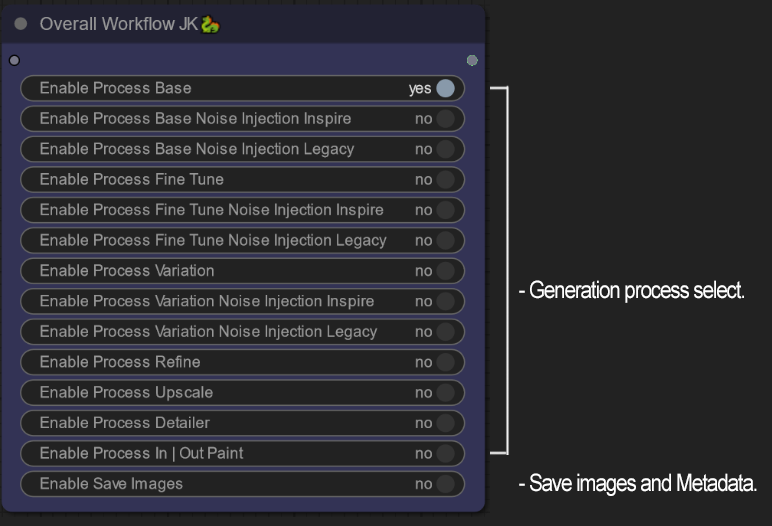 Overall Workflow JK🐉
Enable Process Base yes
Enable Process Base Noise Injection Inspire no
Enable Process Base Noise Injection Legacy no
Enable Process Fine Tune no
Enable Process Fine Tune Noise Injection Inspire no
Enable Process Fine Tune Noise Injection Legacy no
Enable Process Variation no
Enable Process Variation Noise Injection Inspire no
- Generation process select.
Enable Process Variation Noise Injection Legacy no
Enable Process Refine no
Enable Process Upscale no
Enable Process Detailer no
Enable Process In | Out Paint no
Enable Save Images no
- Save images and Metadata.